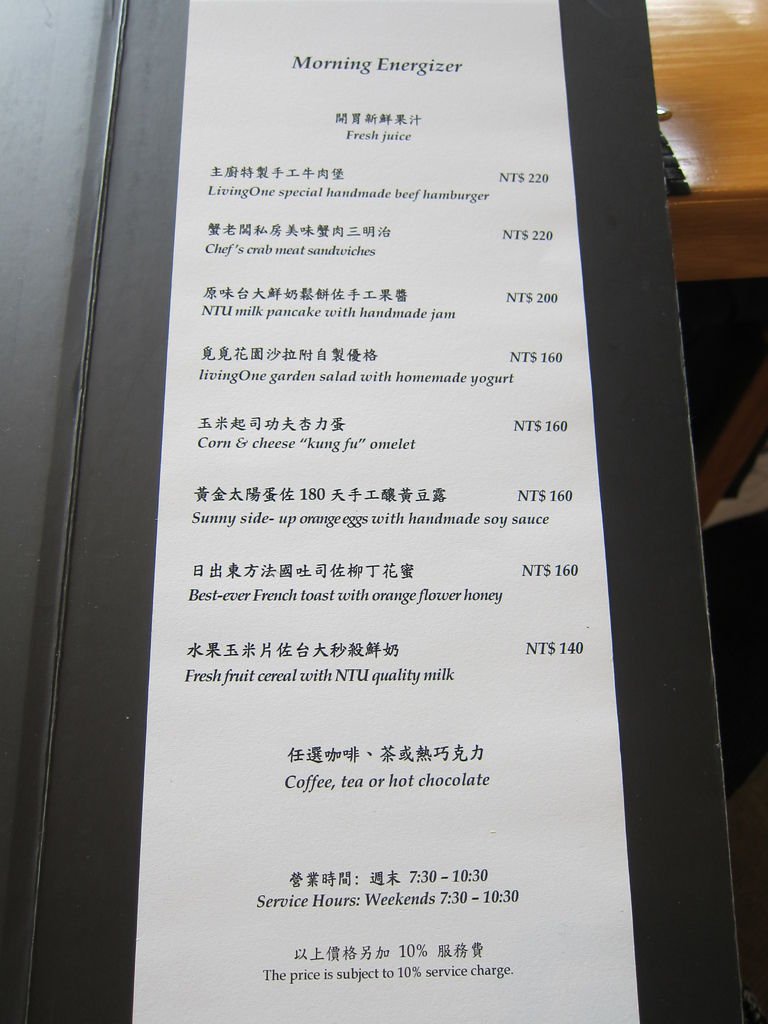 Morning Energizer
開胃新鮮果汁
Fresh juice
主廚特製手工牛肉堡 NT$ 220
LivingOne special handmade beef hamburger
蟹老闆私房美味蟹肉三明治 NT$ 220
Chef's crab meat sandwiches
原味台大鮮奶鬆餅佐手工果醬 NT$ 200
NTU milk pancake with handmade jam
覓覓花園沙拉附自製優格 NT$ 160
livingOne garden salad with homemade yogurt
玉米起司功夫杏力蛋 NT$ 160
Corn & cheese “kung fu” omelet
黃金太陽蛋佐 180 天手工釀黃豆露 NT$ 160
Sunny side- up orange eggs with handmade soy sauce
日出東方法國吐司佐柳丁花蜜 NT$ 160
Best-ever French toast with orange flower honey
水果玉米片佐台大秒殺鮮奶 NT$ 140
Fresh fruit cereal with NTU quality milk
任選咖啡、茶或熱巧克力
Coffee, tea or hot chocolate
營業時間: 週末 7:30 – 10:30
Service Hours: Weekends 7:30 – 10:30
以上價格另加 10% 服務費
The price is subject to 10% service charge.